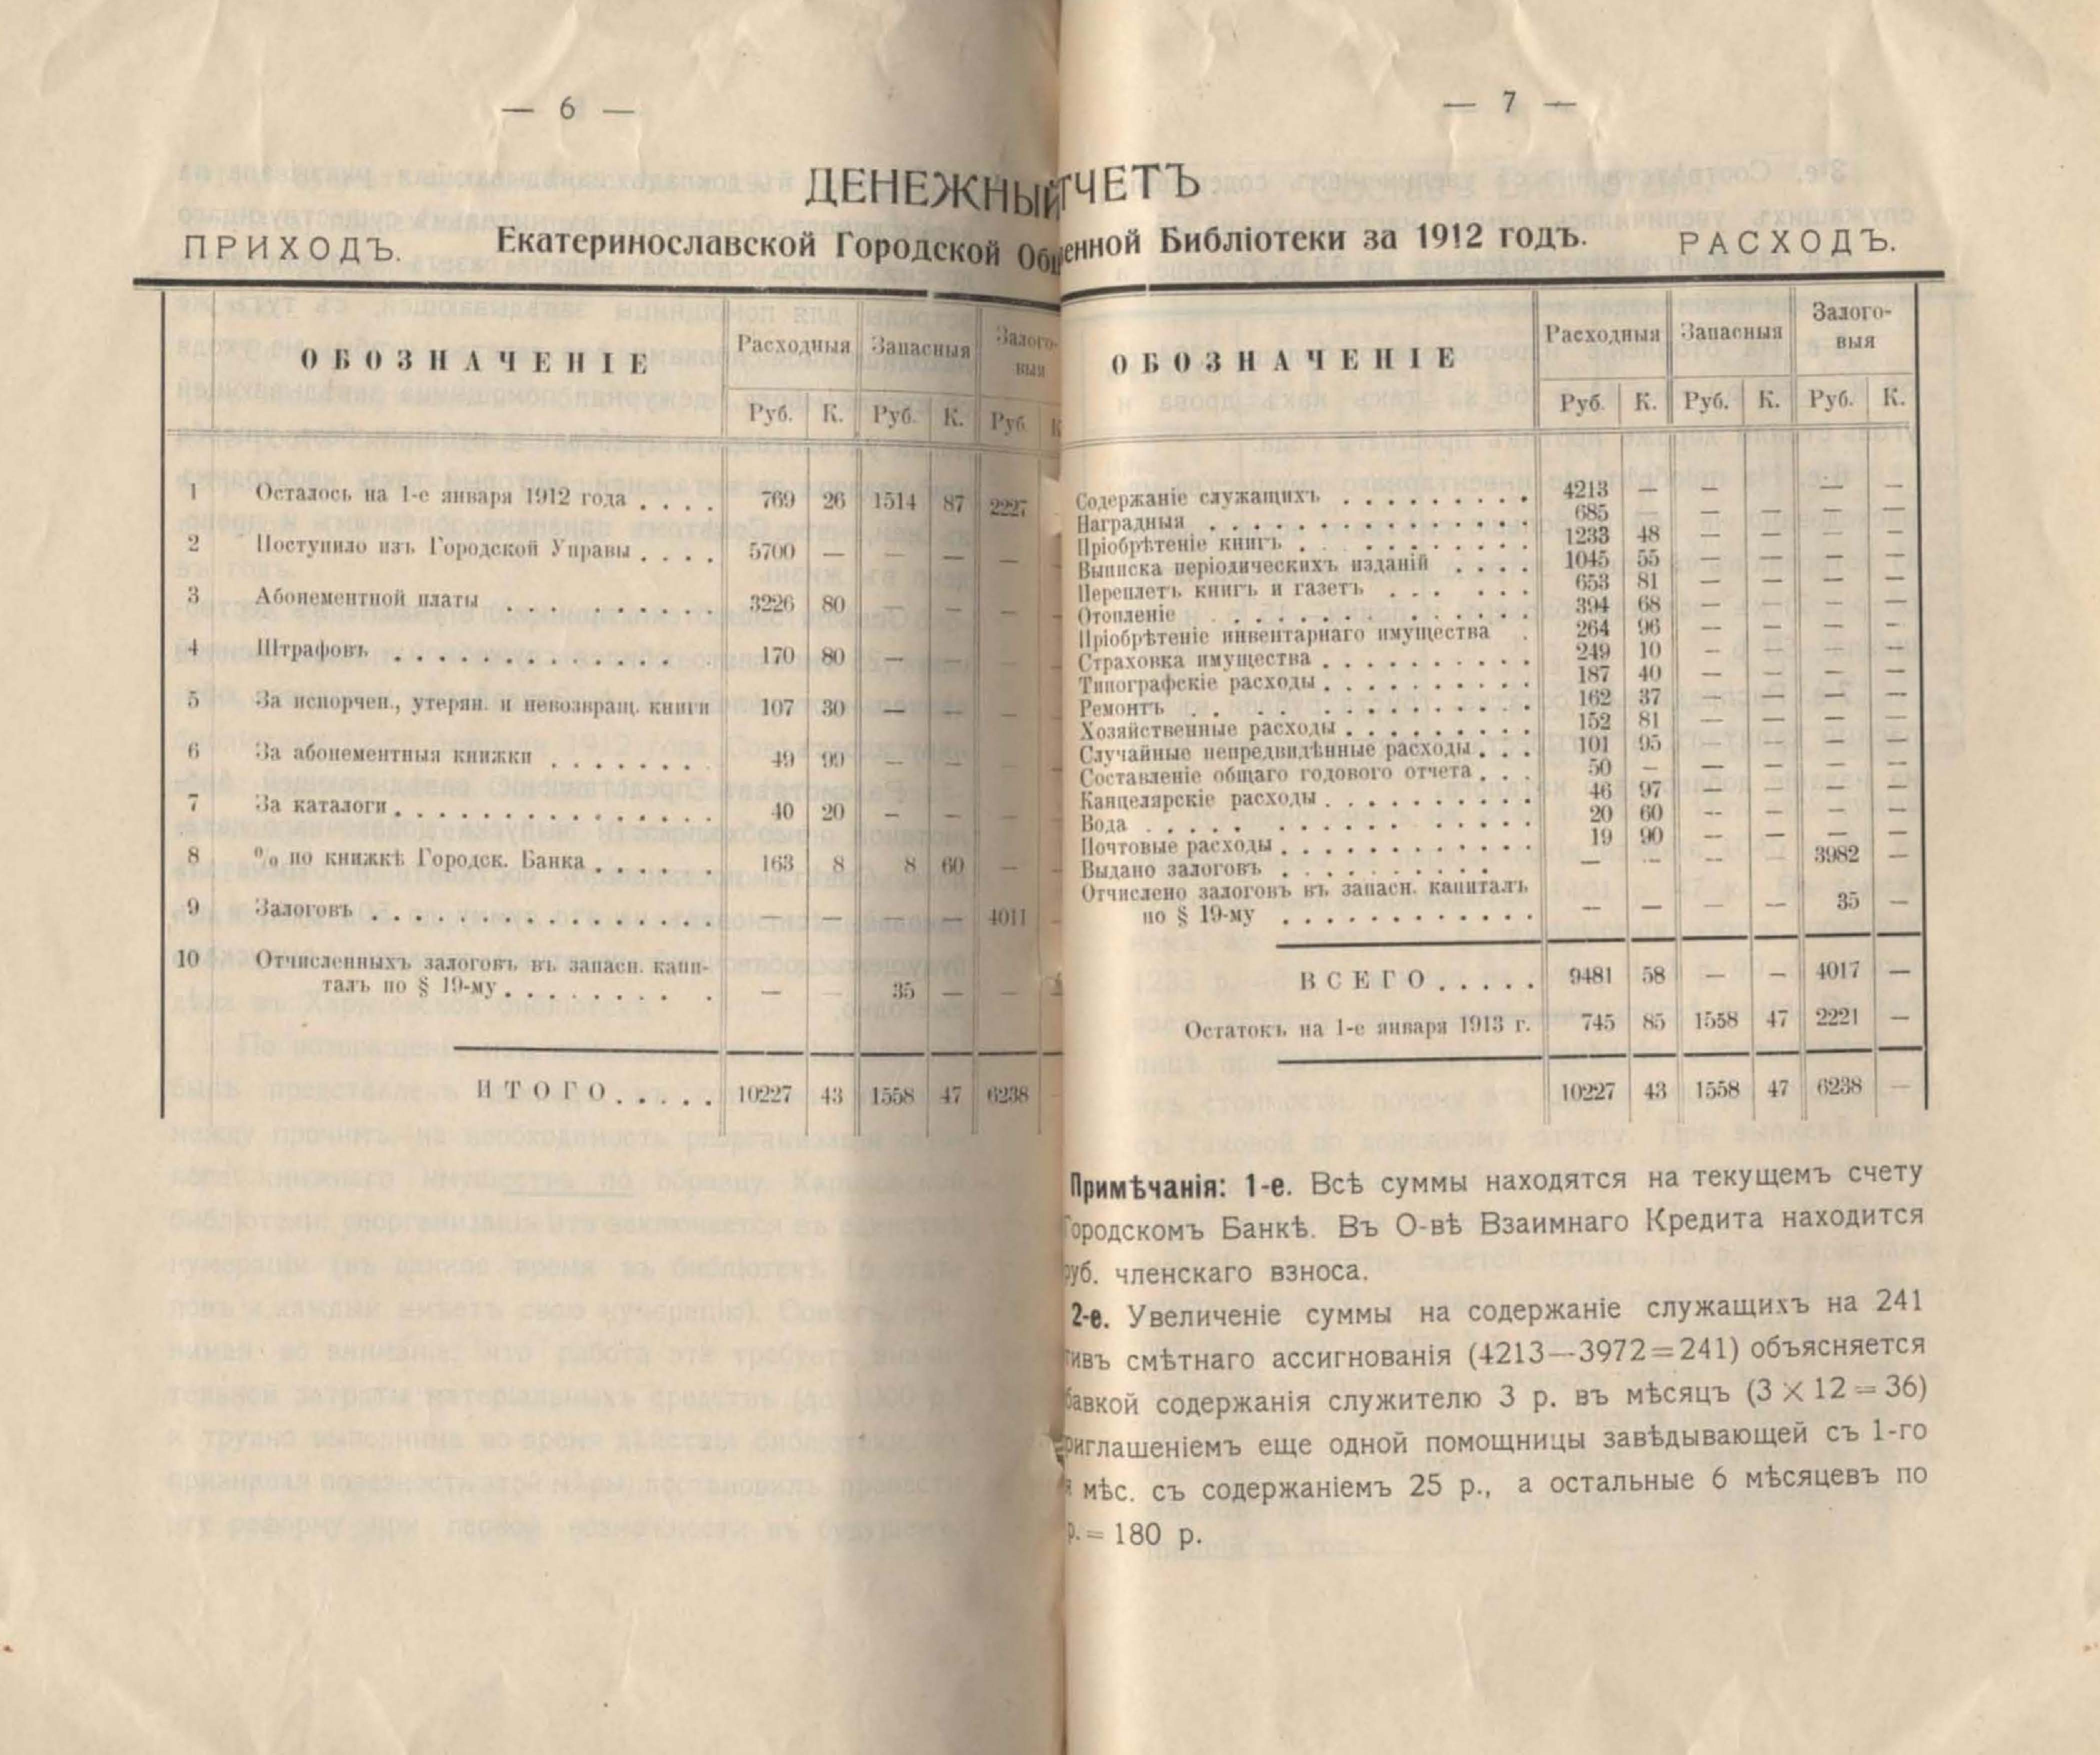 — 6 —
ДЕНЕЖНЫЙ
ПРИХОДЪ.
Екатеринославской Городской
ОБОЗНАЧЕНІЕ Расходныя Запасныя Залого-
выя
Руб. К. Руб. К. Руб.
1 Осталось на 1-е января 1912 года . . . . 769 26 1514 87 2227
2 Поступило изъ Городской Управы . . . . 5700 — — — —
3 Абонементной платы . . . . . . . . . 3226 80 — — —
4 Штрафовъ . . . . . . . . . . . . . . 170 80 — — —
5 За испорчен., утерян. и невозвращ. книги 107 30 — — —
6 За абонементныя книжки . . . . . . . . 49 99 — — —
7 За каталоги . . . . . . . . . . . . . . . 40 20 — — —
8 % по книжкѣ Городск. Банка . . . . . . 163 8 8 60 —
9 Залоговъ . . . . . . . . . . . . . . . . — — — — 4011
10 Отчисленныхъ залоговъ въ запасн. капи-
талъ по § 19-му . . . . . . . . . — — 35 — —
ИТОГО . . . . . 10227 43 1558 47 6238
— 7 —
ТЧЕТЪ
енной Библіотеки за 1912 годъ.
РАСХОДЪ.
ОБОЗНАЧЕНІЕ Расходныя Запасныя Залого-
выя
Руб. К. Руб. К. Руб. К.
Содержаніе служащихъ . . . . . . . . . 4213 — — — —
Наградныя . . . . . . . . . . . . . . . 685 — — — — —
Пріобрѣтеніе книгъ . . . . . . . . . 1233 48 — — — —
Выписка періодическихъ изданій . . . . 1045 55 — — — —
Переплетъ книгъ и газетъ . . . . . . 653 81 — — — —
Отопленіе . . . . . . . . . . . . 394 68 — — — —
Пріобрѣтеніе инвентарнаго имущества . 264 96 — — — —
Страховка имущества . . . . . . . . . . 249 10 — — — —
Типографскіе расходы . . . . . . . . . . 187 40 — — — —
Ремонтъ . . . . . . . . . . . . . . 162 37 — — — —
Хозяйственные расходы . . . . . . . . . 152 81 — — — —
Случайные непредвидѣнные расходы . . . 101 95 — — — —
Составленіе общаго годового отчета . . . 50 — — — — —
Канцелярскіе расходы . . . . . . . . . . 46 97 — — — —
Вода . . . . . . . . . . . . . . 20 60 — — — —
Почтовые расходы . . . . . . . . . . . . 19 90 — — — —
Выдано залоговъ . . . . . . . . . . . — — — — 3982 —
Отчислено залоговъ въ запасн. капиталъ
по § 19-му . . . . . . . . . . . . — — — — 35 —
ВСЕГО . . . . . 9481 58 — — 4017 —
Остатокъ на 1-е января 1913 г. 745 85 1558 47 2221 —
10227 43 1558 47 6238 —
Примѣчанія: 1-е. Всѣ суммы находятся на текущемъ счету
Городскомъ Банкѣ. Въ О-вѣ Взаимнаго Кредита находится
руб. членскаго взноса.
2-е. Увеличеніе суммы на содержаніе служащихъ на 241
тивъ смѣтнаго ассигнованія (4213—3972=241) объясняется
бавкой содержанія служителю 3 р. въ мѣсяцъ (3 × 12 = 36)
риглашеніемъ еще одной помощницы завѣдывающей съ 1-го
мѣс. съ содержаніемъ 25 р., а остальные 6 мѣсяцевъ по
р. = 180 р.